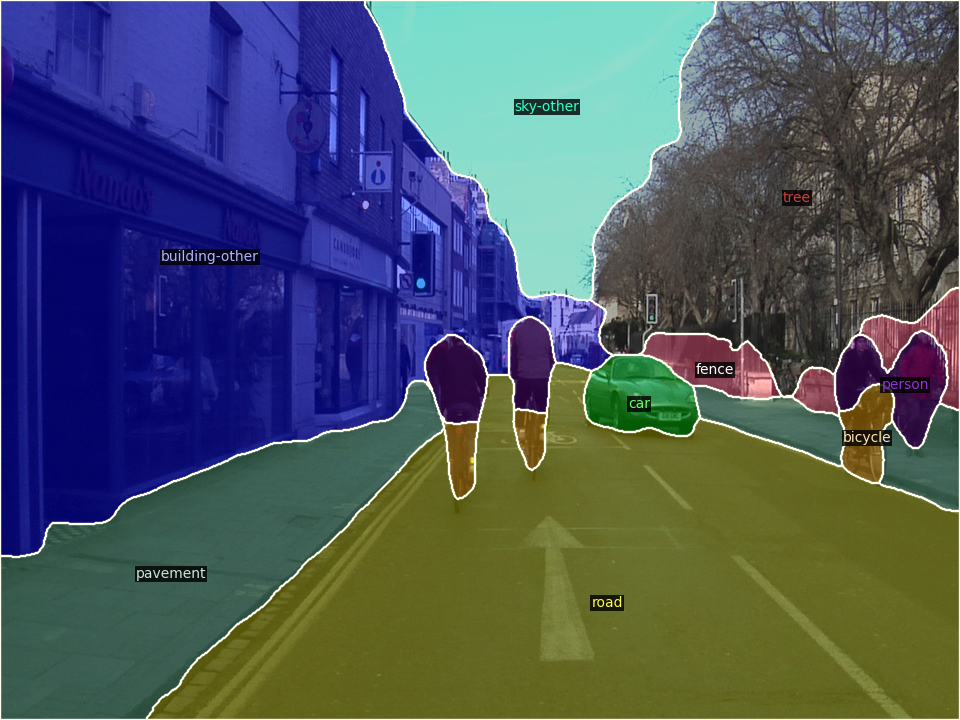 sky-other
Nando's
tree
building-other
fence
person
car
bicycle
pavement
road